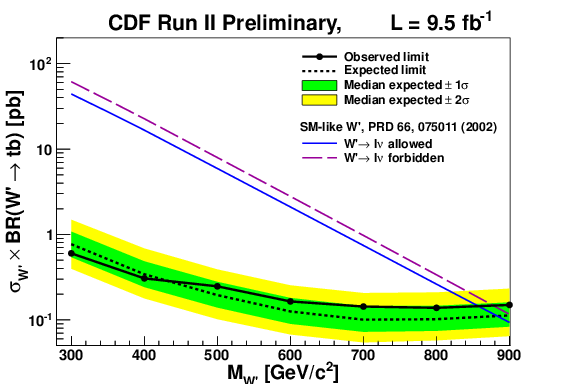 CDF Run II Preliminary, L = 9.5 fb⁻¹
Observed limit
Expected limit
Median expected ± 1σ
Median expected ± 2σ
SM-like W', PRD 66, 075011 (2002)
W'→ lν allowed
W'→ lν forbidden
σ_W' × BR(W' → tb) [pb]
10²
10
1
10⁻¹
300 400 500 600 700 800 900
M_W' [GeV/c²]